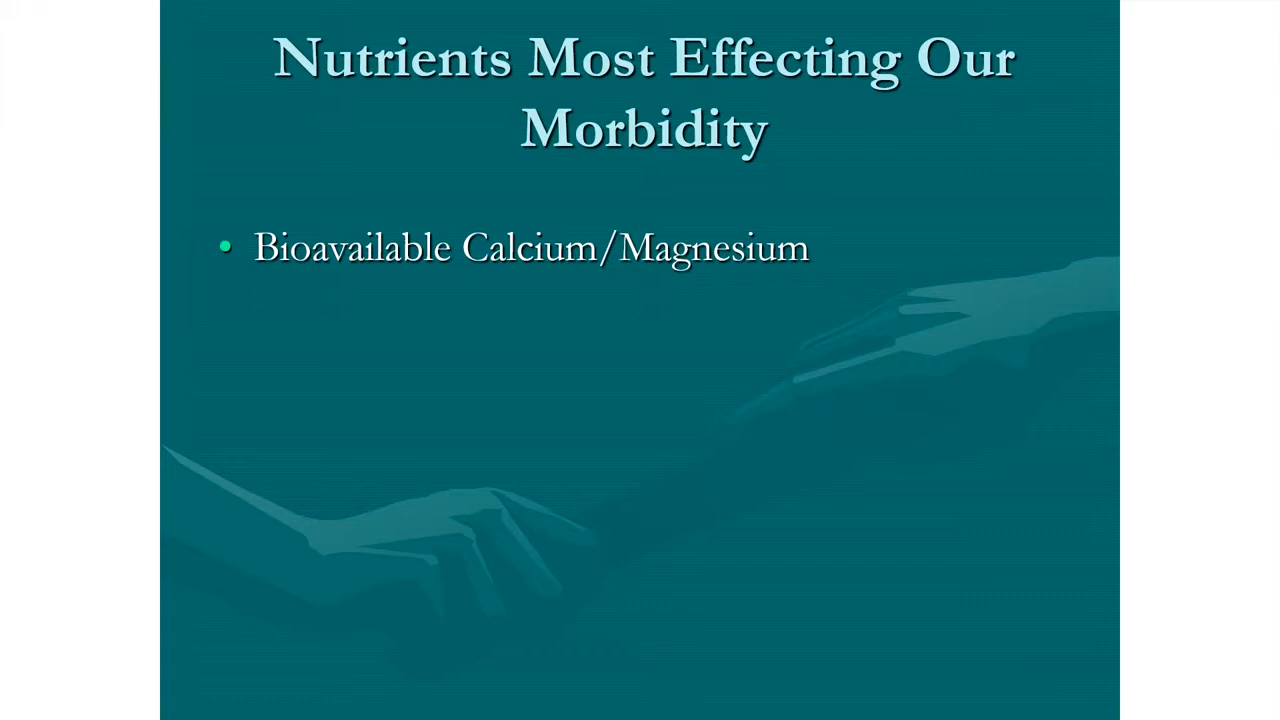 Nutrients Most Effecting Our
Morbidity
• Bioavailable Calcium/Magnesium